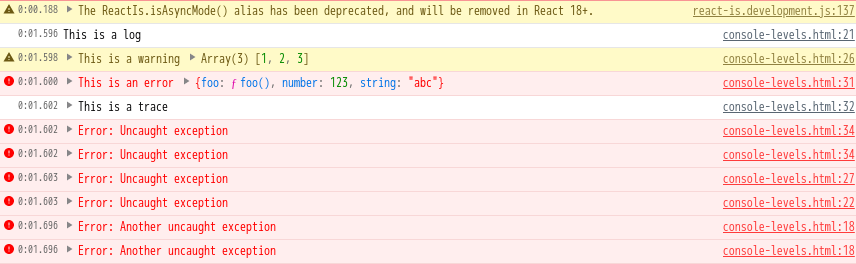 0:00.188 The ReactIs.isAsyncMode() alias has been deprecated, and will be removed in React 18+. react-is.development.js:137
0:01.596 This is a log console-levels.html:21
0:01.598 This is a warning Array(3) [1, 2, 3] console-levels.html:26
0:01.600 This is an error {foo: ƒ foo(), number: 123, string: "abc"} console-levels.html:31
0:01.602 This is a trace console-levels.html:32
0:01.602 Error: Uncaught exception console-levels.html:34
0:01.602 Error: Uncaught exception console-levels.html:34
0:01.603 Error: Uncaught exception console-levels.html:27
0:01.603 Error: Uncaught exception console-levels.html:22
0:01.696 Error: Another uncaught exception console-levels.html:18
0:01.696 Error: Another uncaught exception console-levels.html:18